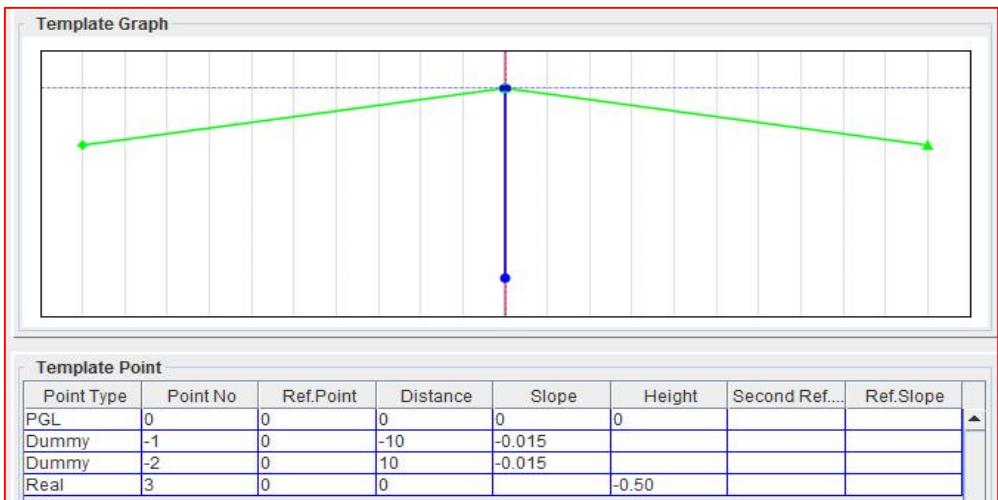 Template Graph
Template Point
Point Type Point No Ref.Point Distance Slope Height Second Ref.... Ref.Slope
PGL 0 0 0 0 0
Dummy -1 0 -10 -0.015
Dummy -2 0 10 -0.015
Real 3 0 0 -0.50